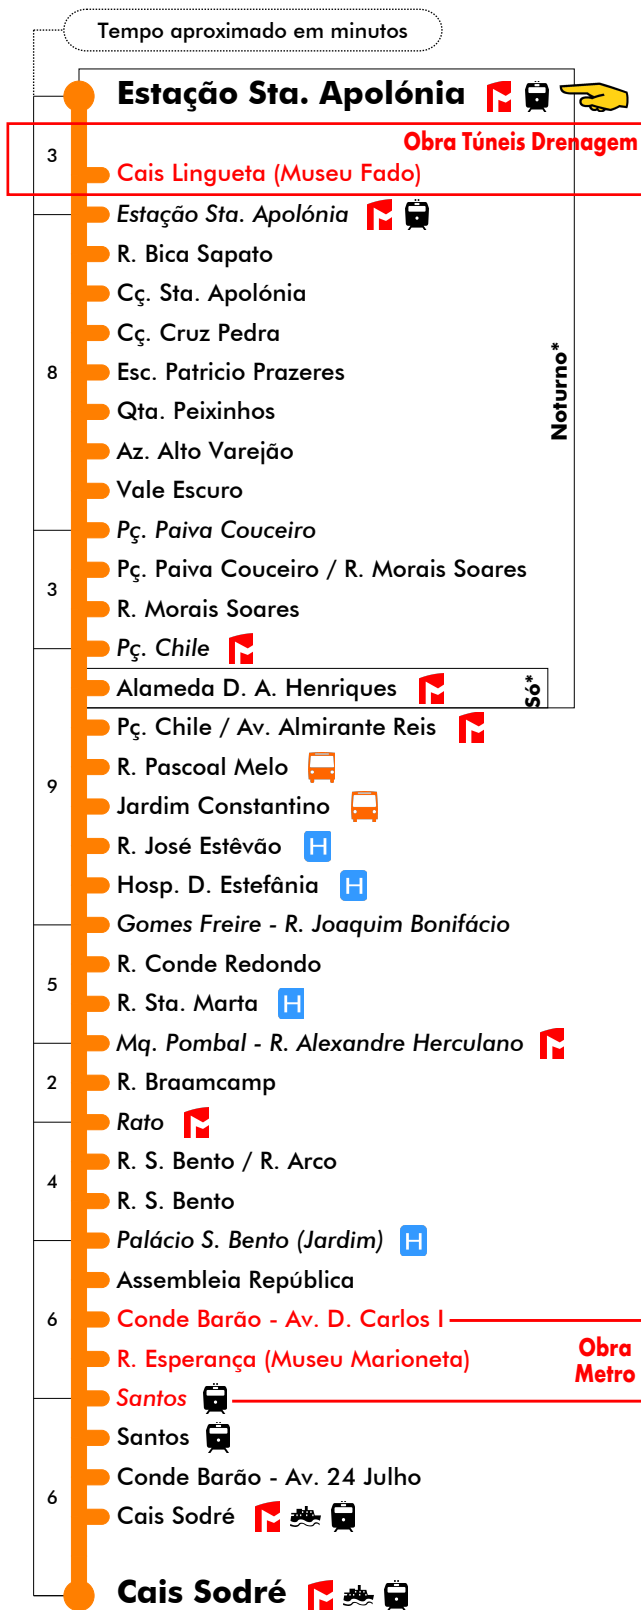 Tempo aproximado em minutos
Estação Sta. Apolónia
Obra Túneis Drenagem
3
Cais Lingueta (Museu Fado)
Estação Sta. Apolónia
R. Bica Sapato
Cç. Sta. Apolónia
Cç. Cruz Pedra
8
Esc. Patricio Prazeres
Noturno*
Qta. Peixinhos
Az. Alto Varejão
Vale Escuro
Pç. Paiva Couceiro
Pç. Paiva Couceiro / R. Morais Soares
3
R. Morais Soares
Pç. Chile
Alameda D. A. Henriques
Só*
Pç. Chile / Av. Almirante Reis
R. Pascoal Melo
9
Jardim Constantino
R. José Estêvão H
Hosp. D. Estefânia H
Gomes Freire - R. Joaquim Bonifácio
R. Conde Redondo
5
R. Sta. Marta H
Mq. Pombal - R. Alexandre Herculano
2
R. Braamcamp
Rato
R. S. Bento / R. Arco
4
R. S. Bento
Palácio S. Bento (Jardim) H
Assembleia República
6
Conde Barão - Av. D. Carlos I
R. Esperança (Museu Marioneta)
Obra
Metro
Santos
Santos
Conde Barão - Av. 24 Julho
6
Cais Sodré
Cais Sodré